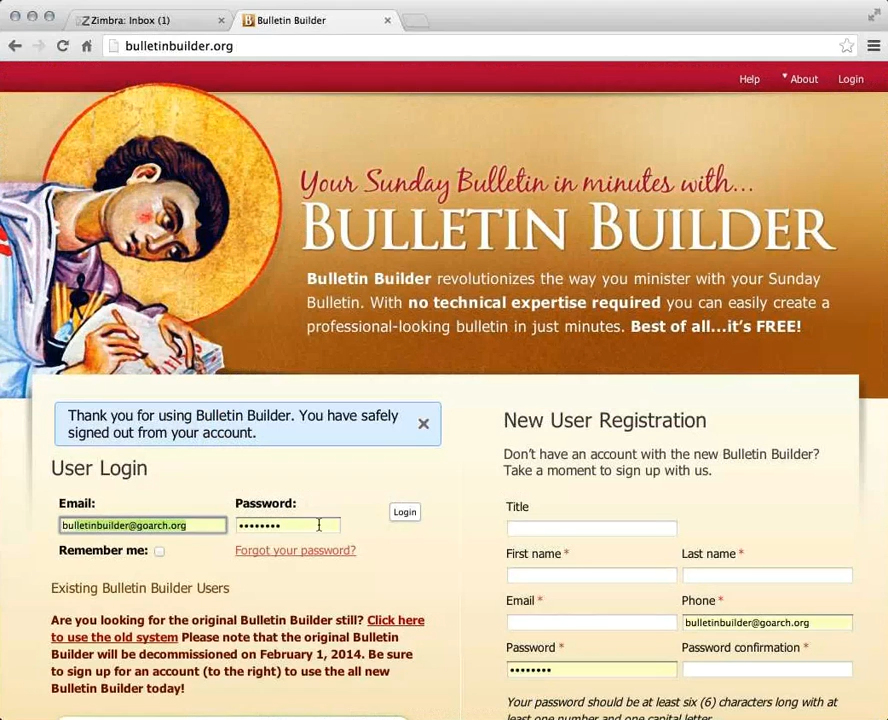 Zimbra: Inbox (1)
Bulletin Builder
bulletinbuilder.org
Help
About
Login
Your Sunday Bulletin in minutes with...
BULLETIN BUILDER
Bulletin Builder revolutionizes the way you minister with your Sunday
Bulletin. With no technical expertise required you can easily create a
professional-looking bulletin in just minutes. Best of all...it's FREE!
Thank you for using Bulletin Builder. You have safely
signed out from your account.
User Login
Email:
Password:
bulletinbuilder@goarch.org
••••••••
Login
Remember me:
Forgot your password?
Existing Bulletin Builder Users
Are you looking for the original Bulletin Builder still? Click here
to use the old system Please note that the original Bulletin
Builder will be decommissioned on February 1, 2014. Be sure
to sign up for an account (to the right) to use the all new
Bulletin Builder today!
New User Registration
Don't have an account with the new Bulletin Builder?
Take a moment to sign up with us.
Title
First name *
Last name *
Email *
Phone *
bulletinbuilder@goarch.org
Password *
Password confirmation *
••••••••
Your password should be at least six (6) characters long with at
least one number and one capital letter